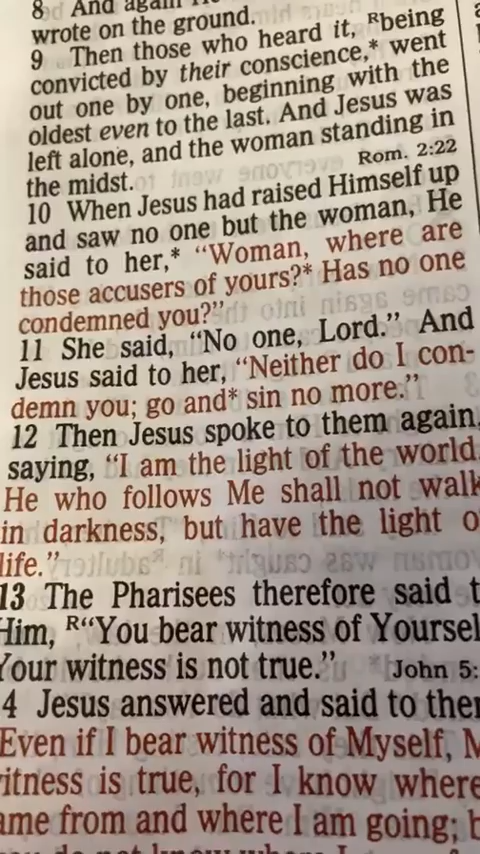 8 And again He
wrote on the ground.
9 Then those who heard it, ᴿbeing
convicted by their conscience,* went
out one by one, beginning with the
oldest even to the last. And Jesus was
left alone, and the woman standing in
the midst.
Rom. 2:22
10 When Jesus had raised Himself up
and saw no one but the woman, He
said to her,* “Woman, where are
those accusers of yours?* Has no one
condemned you?”
11 She said, “No one, Lord.” And
Jesus said to her, “Neither do I con-
demn you; go and* sin no more.”
12 Then Jesus spoke to them again,
saying, “I am the light of the world.
He who follows Me shall not walk
in darkness, but have the light o
life.”
13 The Pharisees therefore said t
Him, ᴿ“You bear witness of Yoursel
Your witness is not true.” John 5:
4 Jesus answered and said to the
Even if I bear witness of Myself, M
itness is true, for I know where
ame from and where I am going; b